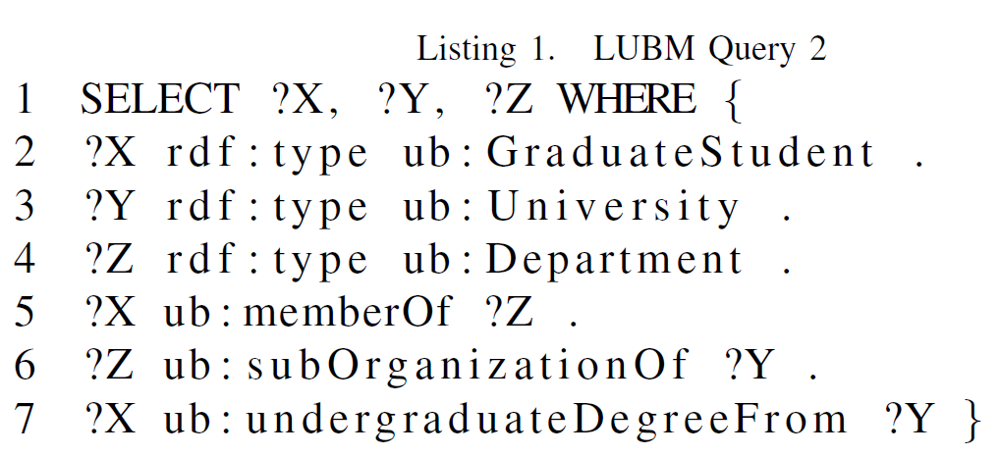 Listing 1. LUBM Query 2
1 SELECT ?X, ?Y, ?Z WHERE {
2 ?X rdf:type ub:GraduateStudent .
3 ?Y rdf:type ub:University .
4 ?Z rdf:type ub:Department .
5 ?X ub:memberOf ?Z .
6 ?Z ub:subOrganizationOf ?Y .
7 ?X ub:undergraduateDegreeFrom ?Y }